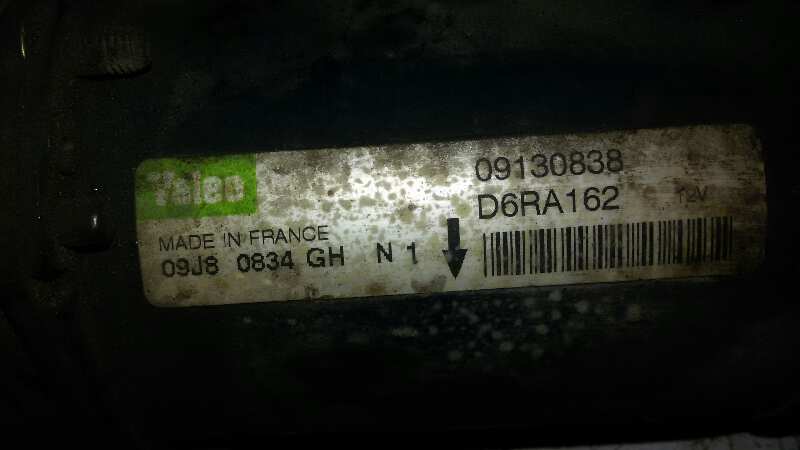 Valeo
09130838
D6RA162
12V
MADE IN FRANCE
09J8 0834 GH N 1